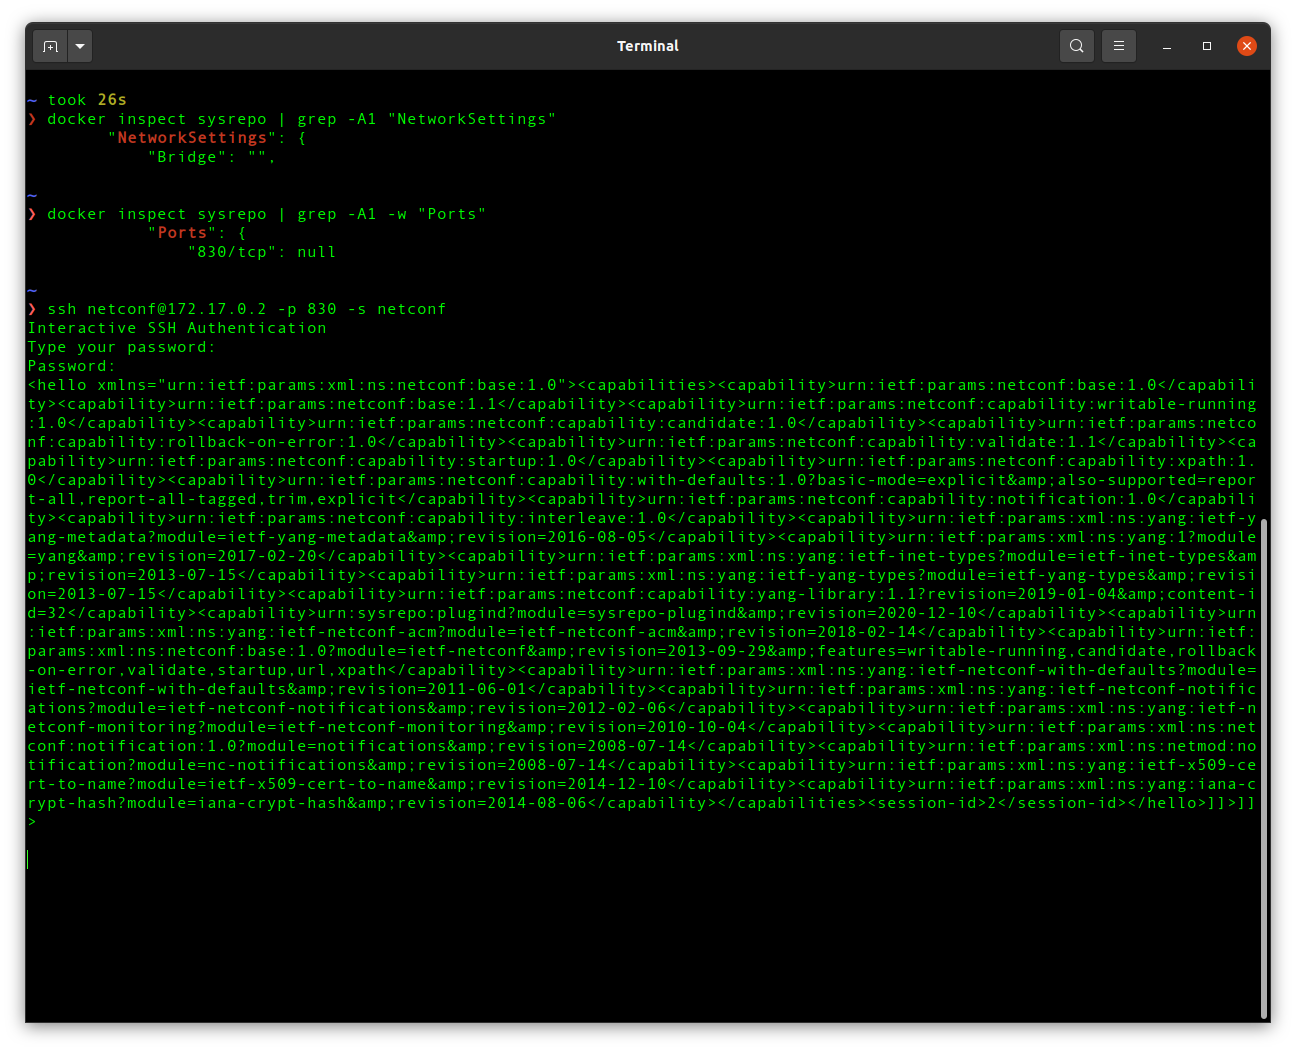 Terminal
~ took 26s
❯ docker inspect sysrepo | grep -A1 "NetworkSettings"
"NetworkSettings": {
"Bridge": "",
~
❯ docker inspect sysrepo | grep -A1 -w "Ports"
"Ports": {
"830/tcp": null
~
❯ ssh netconf@172.17.0.2 -p 830 -s netconf
Interactive SSH Authentication
Type your password:
Password:
<hello xmlns="urn:ietf:params:xml:ns:netconf:base:1.0"><capabilities><capability>urn:ietf:params:netconf:base:1.0</capabili
ty><capability>urn:ietf:params:netconf:base:1.1</capability><capability>urn:ietf:params:netconf:capability:writable-running
:1.0</capability><capability>urn:ietf:params:netconf:capability:candidate:1.0</capability><capability>urn:ietf:params:netco
nf:capability:rollback-on-error:1.0</capability><capability>urn:ietf:params:netconf:capability:validate:1.1</capability><ca
pability>urn:ietf:params:netconf:capability:startup:1.0</capability><capability>urn:ietf:params:netconf:capability:xpath:1.
0</capability><capability>urn:ietf:params:netconf:capability:with-defaults:1.0?basic-mode=explicit&amp;also-supported=repor
t-all,report-all-tagged,trim,explicit</capability><capability>urn:ietf:params:netconf:capability:notification:1.0</capabili
ty><capability>urn:ietf:params:netconf:capability:interleave:1.0</capability><capability>urn:ietf:params:xml:ns:yang:ietf-y
ang-metadata?module=ietf-yang-metadata&amp;revision=2016-08-05</capability><capability>urn:ietf:params:xml:ns:yang:1?module
=yang&amp;revision=2017-02-20</capability><capability>urn:ietf:params:xml:ns:yang:ietf-inet-types?module=ietf-inet-types&am
p;revision=2013-07-15</capability><capability>urn:ietf:params:xml:ns:yang:ietf-yang-types?module=ietf-yang-types&amp;revisi
on=2013-07-15</capability><capability>urn:ietf:params:netconf:capability:yang-library:1.1?revision=2019-01-04&amp;content-i
d=32</capability><capability>urn:sysrepo:plugind?module=sysrepo-plugind&amp;revision=2020-12-10</capability><capability>urn
:ietf:params:xml:ns:yang:ietf-netconf-acm?module=ietf-netconf-acm&amp;revision=2018-02-14</capability><capability>urn:ietf:
params:xml:ns:netconf:base:1.0?module=ietf-netconf&amp;revision=2013-09-29&amp;features=writable-running,candidate,rollback
-on-error,validate,startup,url,xpath</capability><capability>urn:ietf:params:xml:ns:yang:ietf-netconf-with-defaults?module=
ietf-netconf-with-defaults&amp;revision=2011-06-01</capability><capability>urn:ietf:params:xml:ns:yang:ietf-netconf-notific
ations?module=ietf-netconf-notifications&amp;revision=2012-02-06</capability><capability>urn:ietf:params:xml:ns:yang:ietf-n
etconf-monitoring?module=ietf-netconf-monitoring&amp;revision=2010-10-04</capability><capability>urn:ietf:params:xml:ns:net
conf:notification:1.0?module=notifications&amp;revision=2008-07-14</capability><capability>urn:ietf:params:xml:ns:netmod:no
tification?module=nc-notifications&amp;revision=2008-07-14</capability><capability>urn:ietf:params:xml:ns:yang:ietf-x509-ce
rt-to-name?module=ietf-x509-cert-to-name&amp;revision=2014-12-10</capability><capability>urn:ietf:params:xml:ns:yang:iana-c
rypt-hash?module=iana-crypt-hash&amp;revision=2014-08-06</capability></capabilities><session-id>2</session-id></hello>]]>]]
>